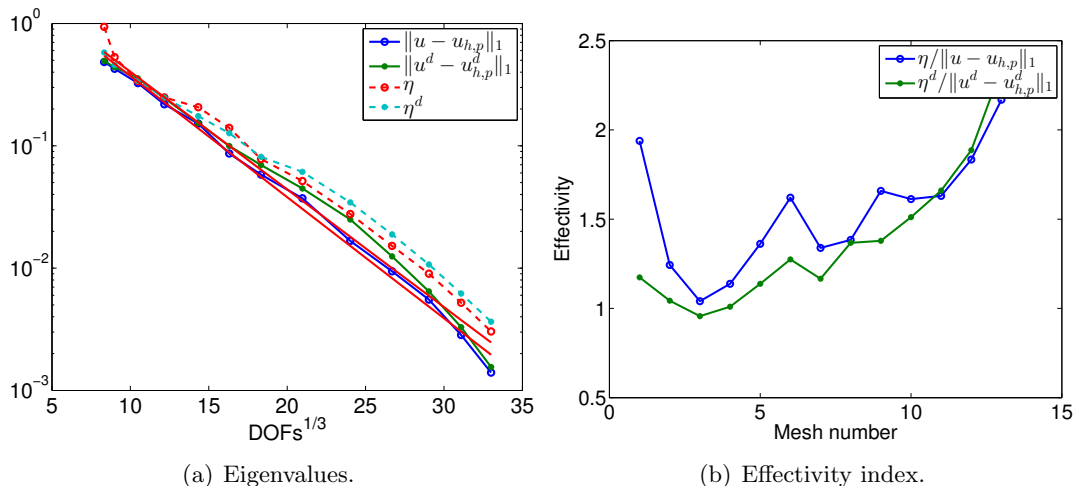 10^0
10^{-1}
10^{-2}
10^{-3}
5 10 15 20 25 30 35
DOFs^{1/3}
‖u − u_{h,p}‖_1
‖u^d − u^d_{h,p}‖_1
η
η^d
(a) Eigenvalues.
2.5
2
1.5
1
0.5
Effectivity
0 5 10 15
Mesh number
η/‖u − u_{h,p}‖_1
η^d/‖u^d − u^d_{h,p}‖_1
(b) Effectivity index.